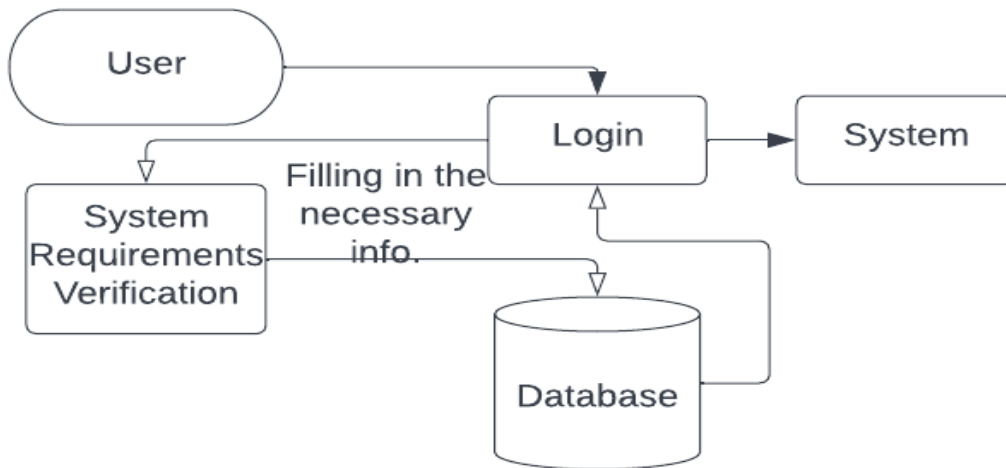 User
Login
System
Filling in the
necessary
info.
System
Requirements
Verification
Database